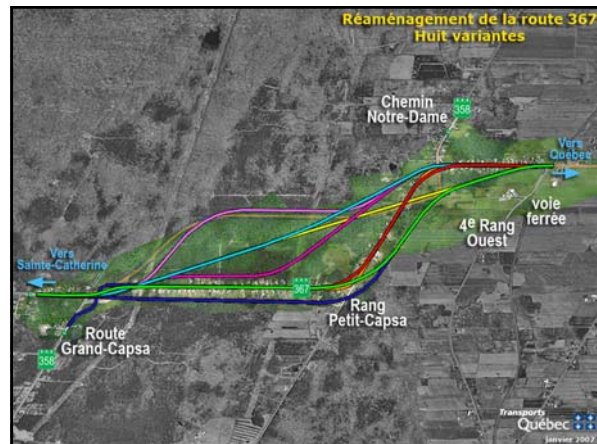 Réaménagement de la route 367
Huit variantes
Chemin
Notre-Dame
358
Vers
Québec
voie
ferrée
4e Rang
Ouest
Vers
Sainte-Catherine
367
Rang
Petit-Capsa
Route
Grand-Capsa
358
Transports
Québec
Janvier 2002